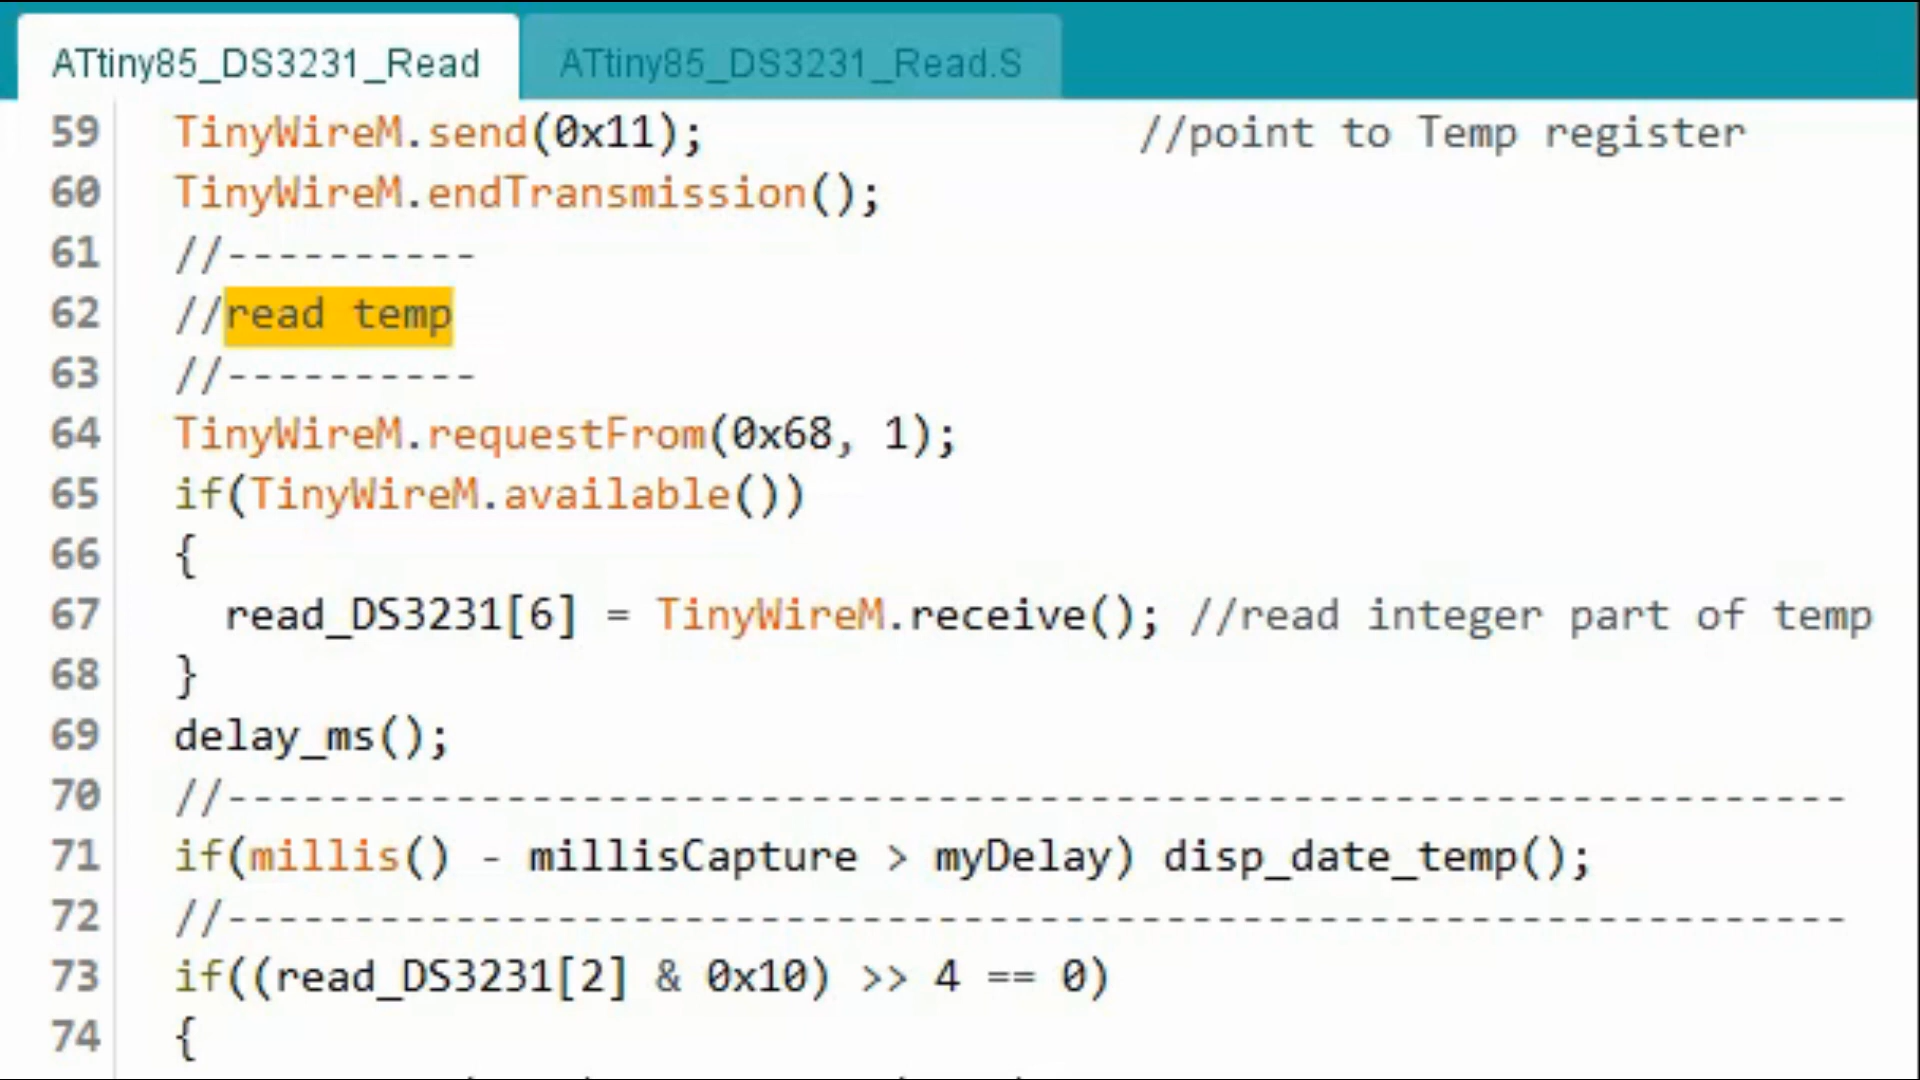 ATtiny85_DS3231_Read ATtiny85_DS3231_Read.S
59 TinyWireM.send(0x11); //point to Temp register
60 TinyWireM.endTransmission();
61 //----------
62 //read temp
63 //----------
64 TinyWireM.requestFrom(0x68, 1);
65 if(TinyWireM.available())
66 {
67 read_DS3231[6] = TinyWireM.receive(); //read integer part of temp
68 }
69 delay_ms();
70 //-----------------------------------------------------------------
71 if(millis() - millisCapture > myDelay) disp_date_temp();
72 //-----------------------------------------------------------------
73 if((read_DS3231[2] & 0x10) >> 4 == 0)
74 {